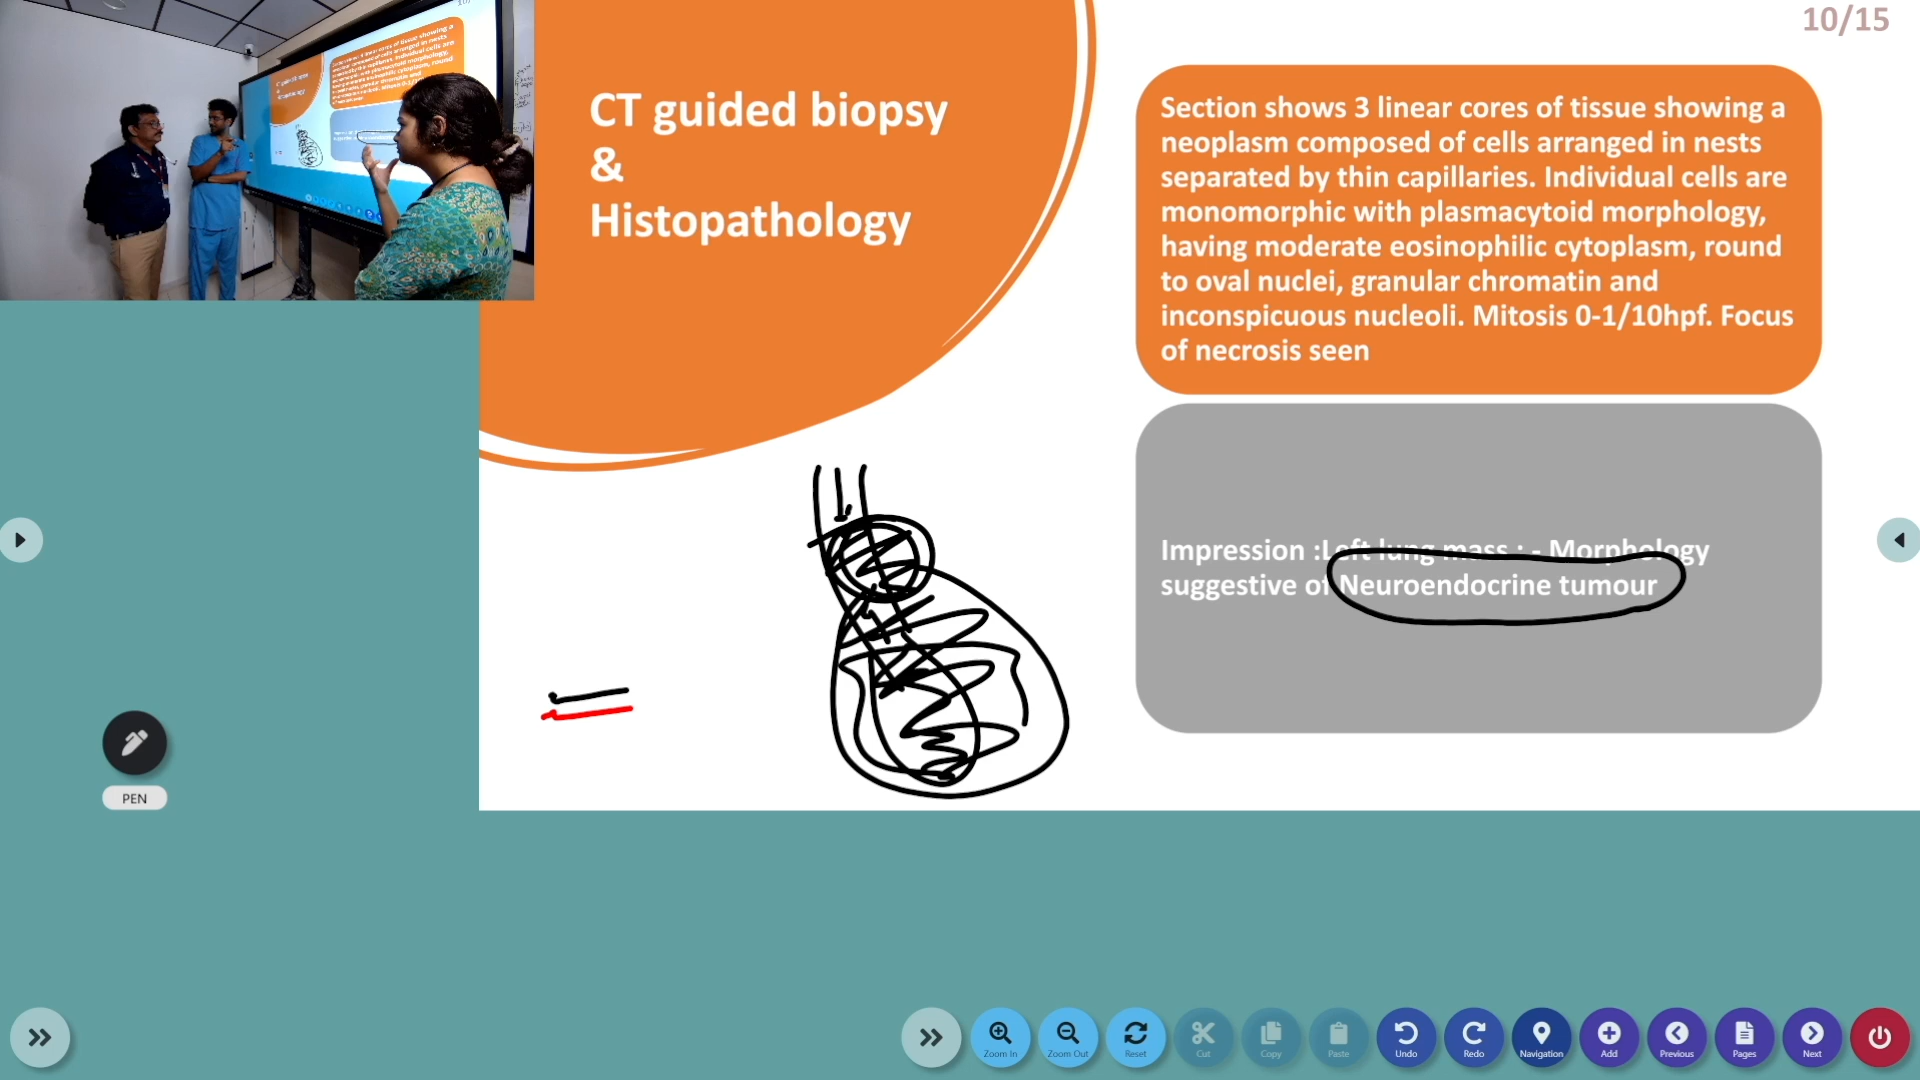 10/15
CT guided biopsy
&
Histopathology
Section shows 3 linear cores of tissue showing a
neoplasm composed of cells arranged in nests
separated by thin capillaries. Individual cells are
monomorphic with plasmacytoid morphology,
having moderate eosinophilic cytoplasm, round
to oval nuclei, granular chromatin and
inconspicuous nucleoli. Mitosis 0-1/10hpf. Focus
of necrosis seen
Impression :Left lung mass : - Morphology
suggestive of Neuroendocrine tumour
PEN
Zoom In
Zoom Out
Reset
Cut
Copy
Paste
Undo
Redo
Navigation
Add
Previous
Pages
Next